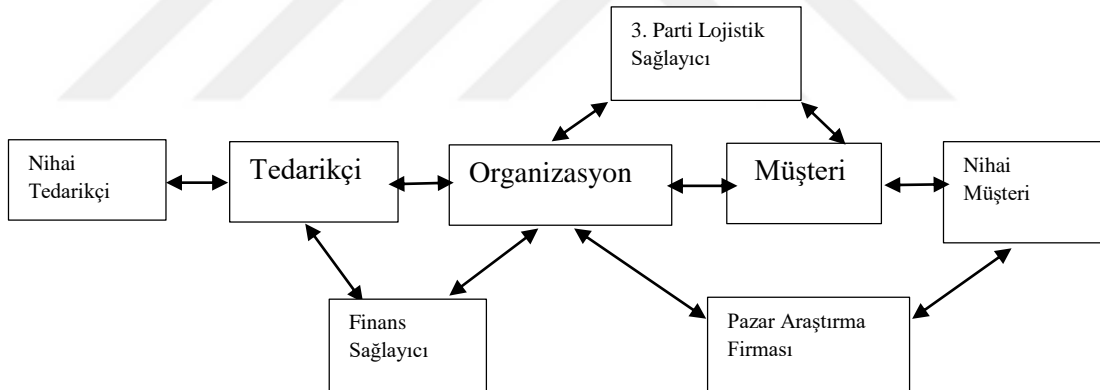 3. Parti Lojistik
Sağlayıcı
Nihai
Tedarikçi
Tedarikçi
Organizasyon
Müşteri
Nihai
Müşteri
Finans
Sağlayıcı
Pazar Araştırma
Firması